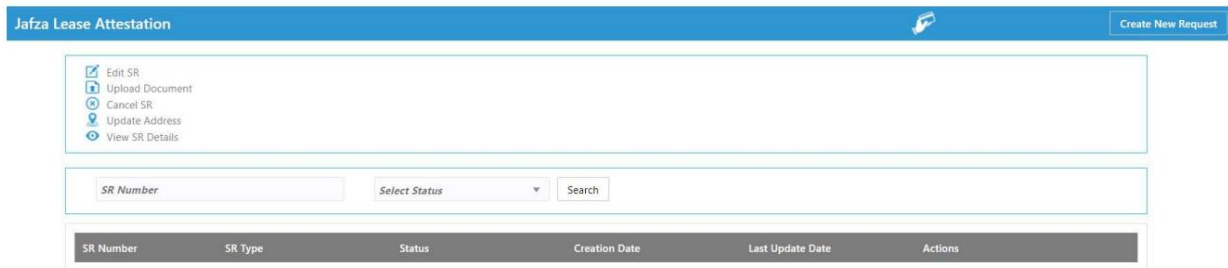 Jafza Lease Attestation Create New Request
Edit SR
Upload Document
Cancel SR
Update Address
View SR Details
SR Number Select Status Search
SR Number SR Type Status Creation Date Last Update Date Actions